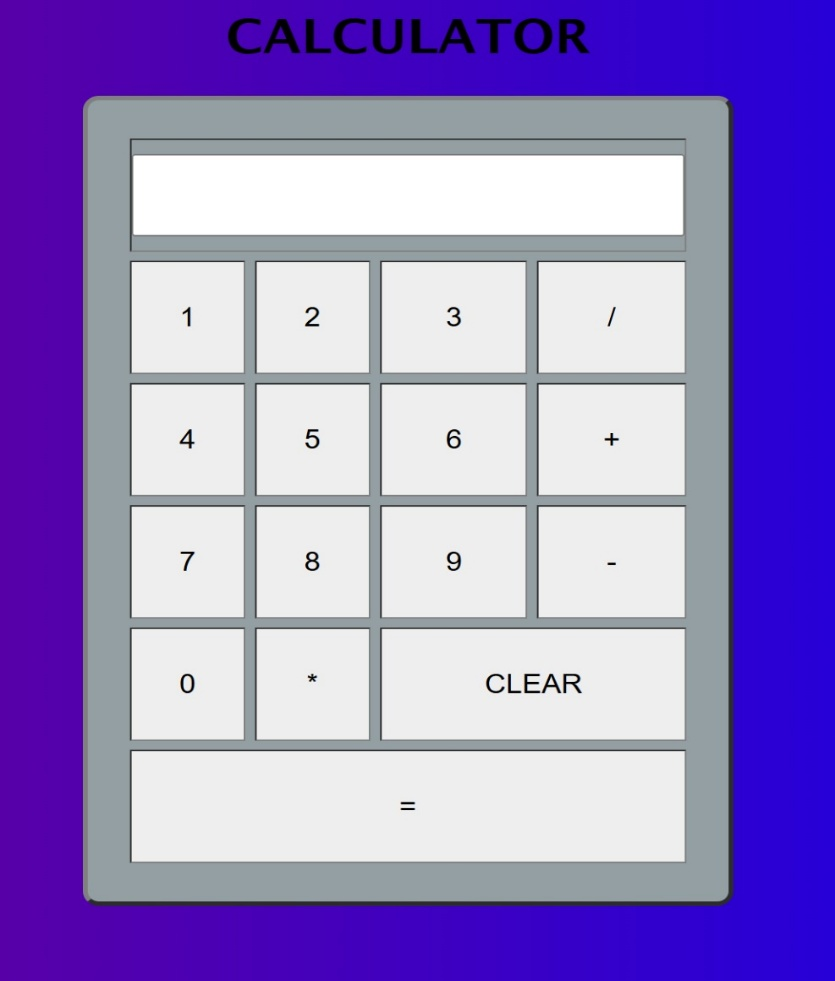 CALCULATOR
1 2 3 /
4 5 6 +
7 8 9 -
0 * CLEAR
=